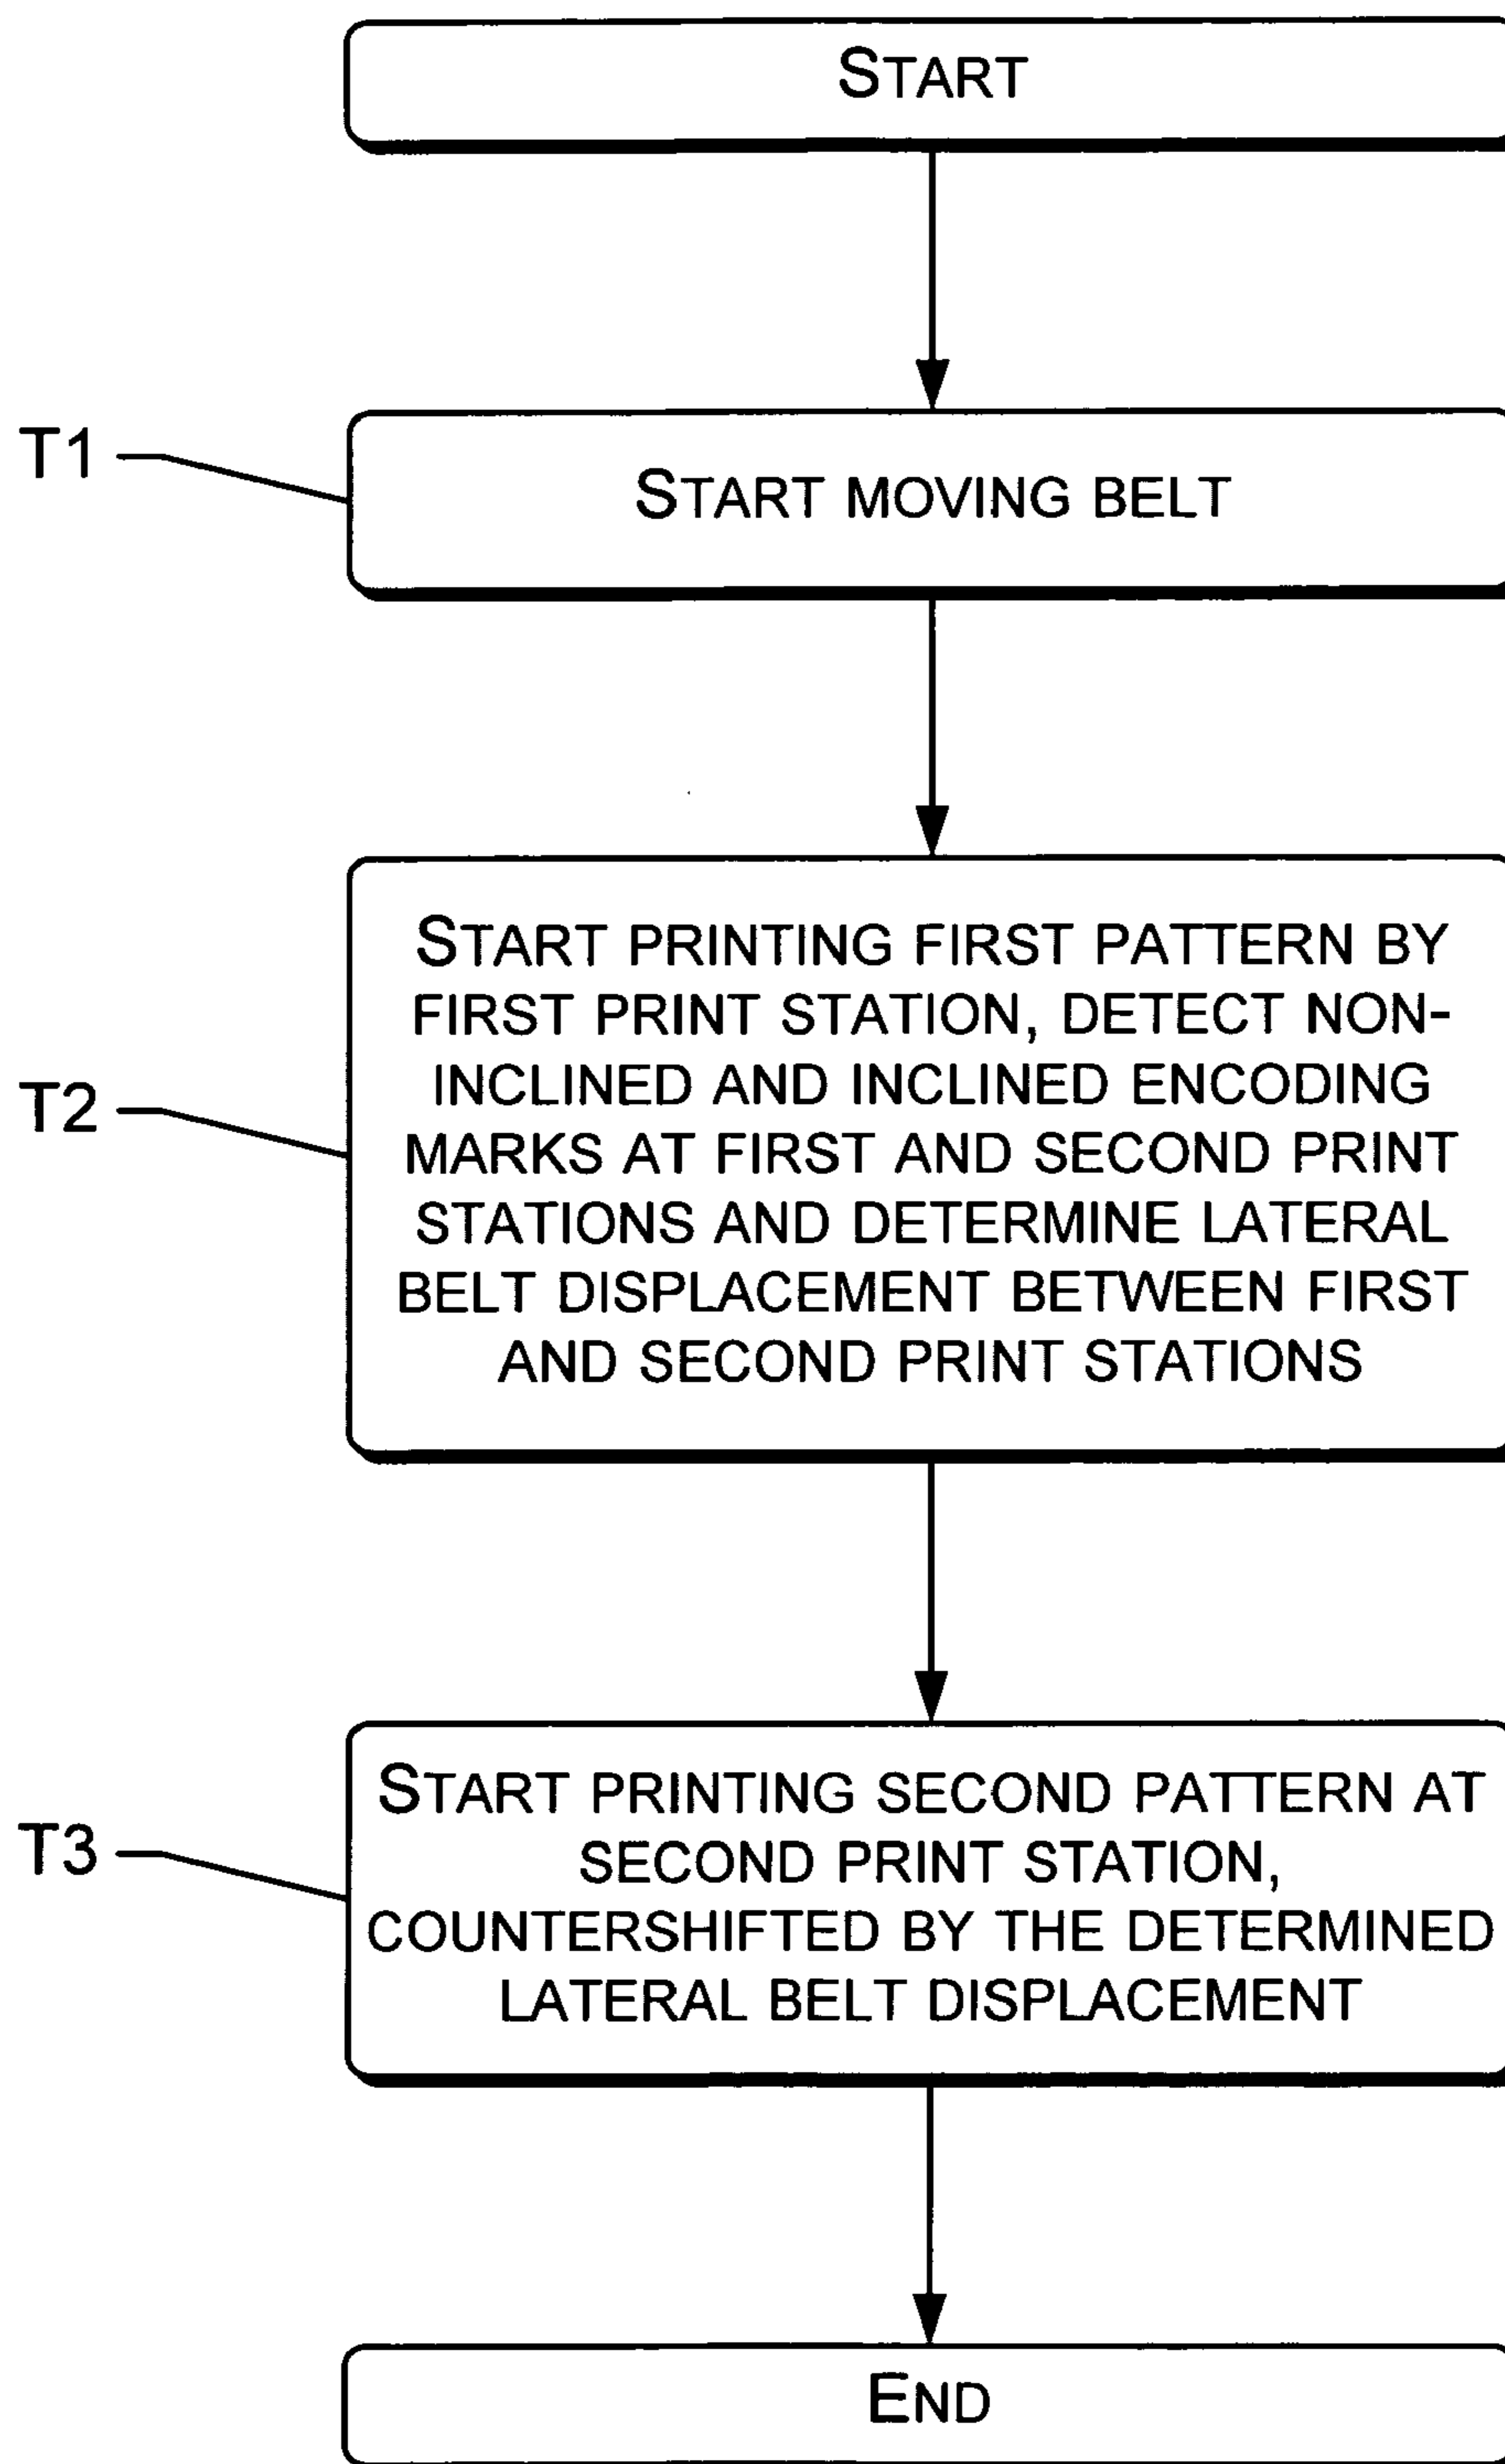 START
T1
START MOVING BELT
T2
START PRINTING FIRST PATTERN BY
FIRST PRINT STATION, DETECT NON-
INCLINED AND INCLINED ENCODING
MARKS AT FIRST AND SECOND PRINT
STATIONS AND DETERMINE LATERAL
BELT DISPLACEMENT BETWEEN FIRST
AND SECOND PRINT STATIONS
T3
START PRINTING SECOND PATTERN AT
SECOND PRINT STATION,
COUNTERSHIFTED BY THE DETERMINED
LATERAL BELT DISPLACEMENT
END